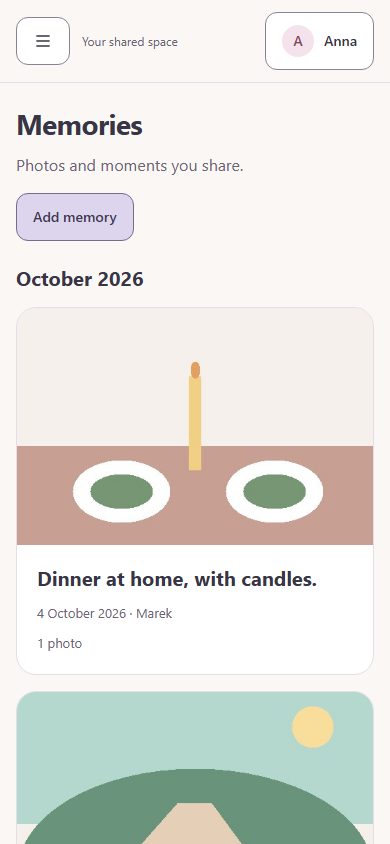 Your shared space
A
Anna
Memories
Photos and moments you share.
Add memory
October 2026
Dinner at home, with candles.
4 October 2026 · Marek
1 photo